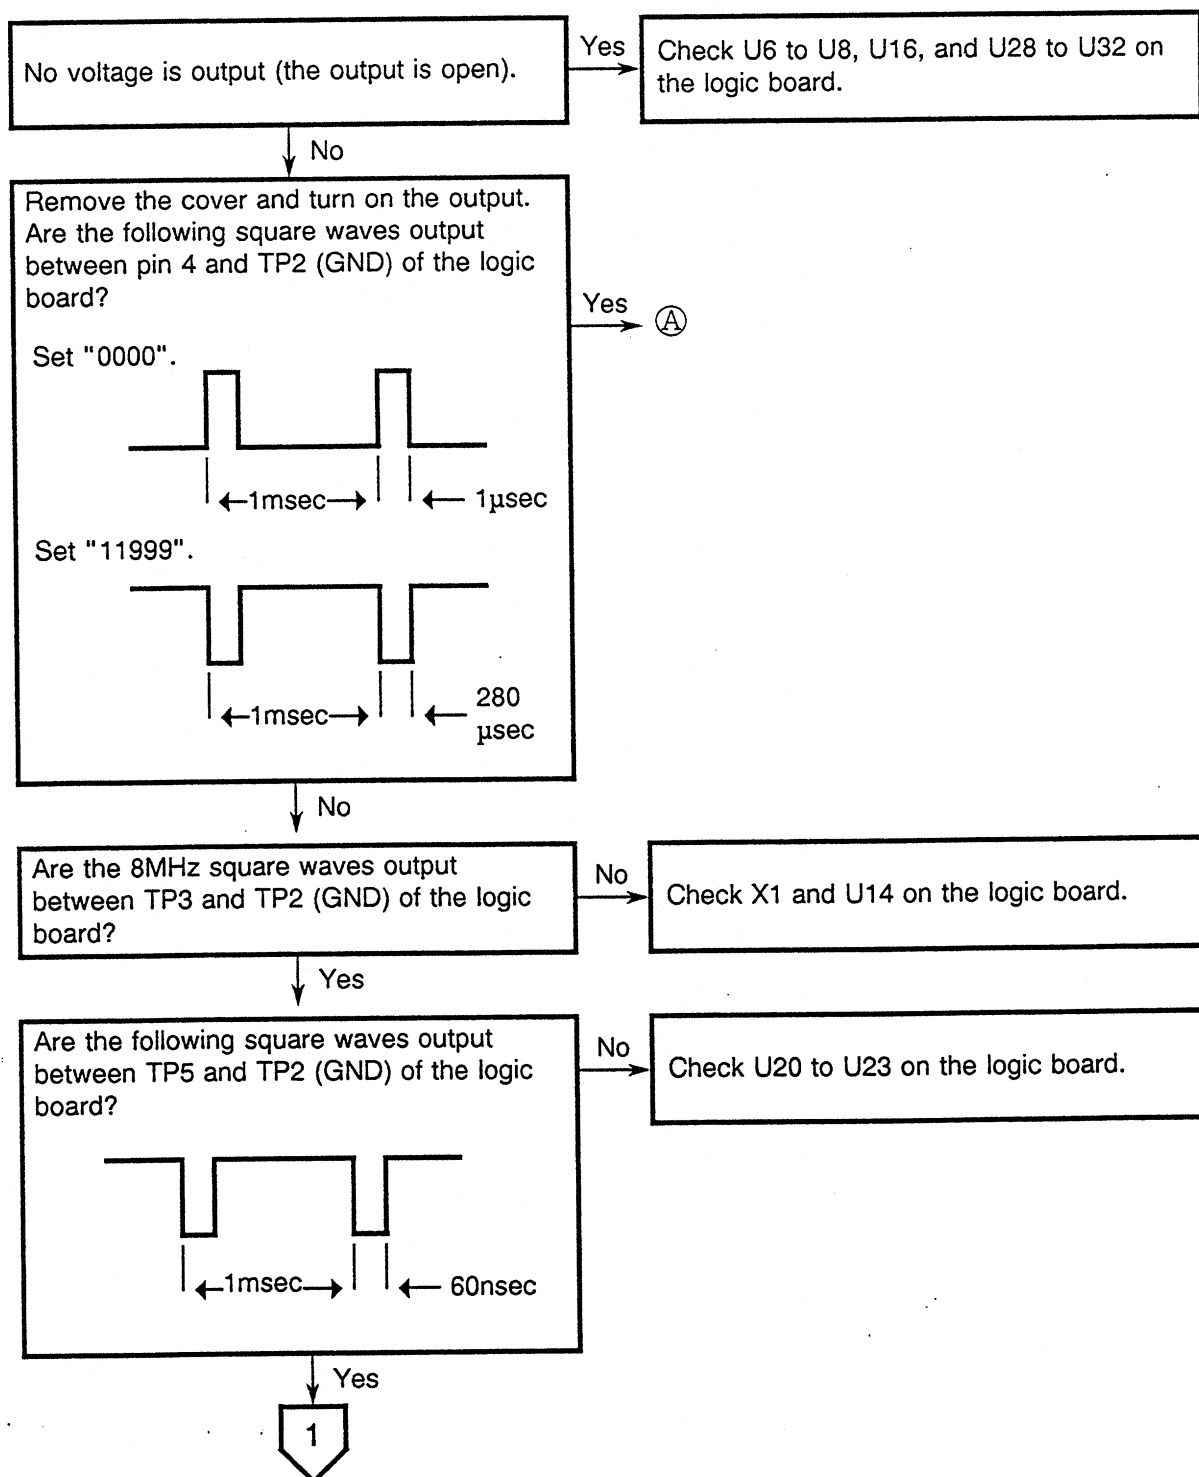 No voltage is output (the output is open).
Yes
Check U6 to U8, U16, and U28 to U32 on
the logic board.
No
Remove the cover and turn on the output.
Are the following square waves output
between pin 4 and TP2 (GND) of the logic
board?
Yes
A
Set "0000".
1msec
1µsec
Set "11999".
1msec
280
µsec
No
Are the 8MHz square waves output
between TP3 and TP2 (GND) of the logic
board?
No
Check X1 and U14 on the logic board.
Yes
Are the following square waves output
between TP5 and TP2 (GND) of the logic
board?
No
Check U20 to U23 on the logic board.
1msec
60nsec
Yes
1